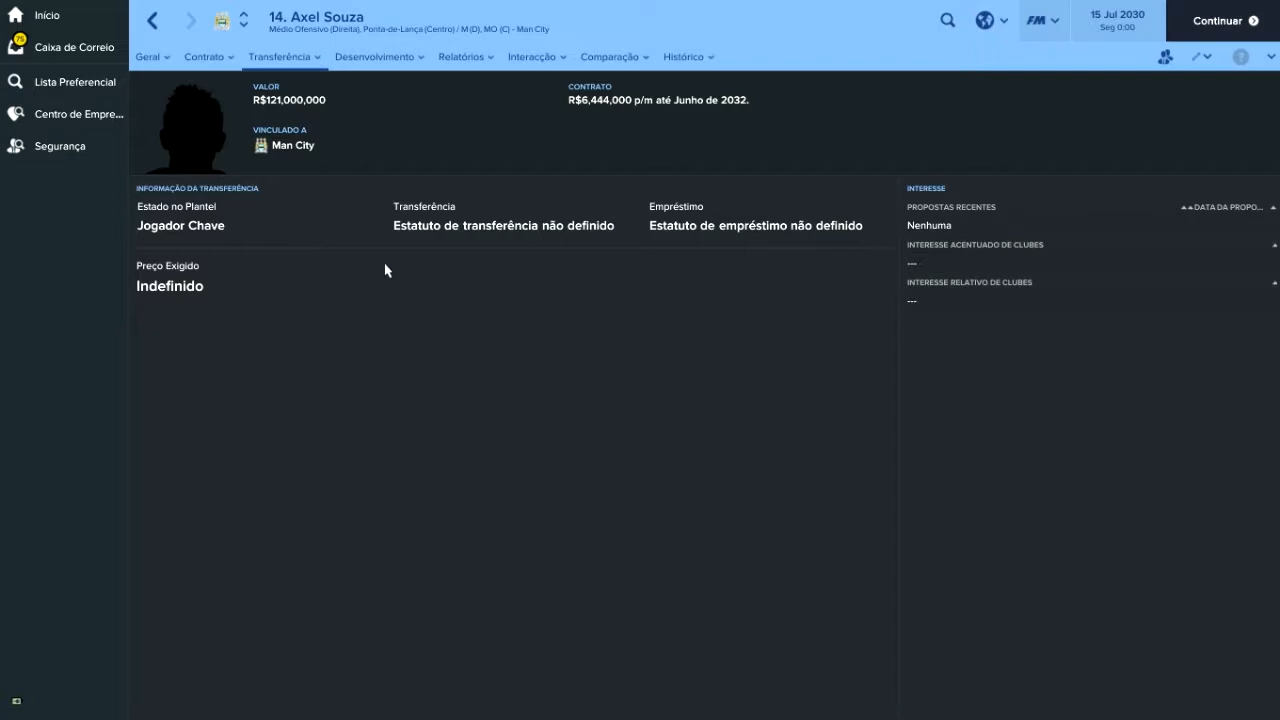 Início
75
Caixa de Correio
Lista Preferencial
Centro de Empre...
Segurança
14. Axel Souza
Médio Ofensivo (Direita), Ponta-de-Lança (Centro) / M (D), MO (C) - Man City
FM
15 Jul 2030
Seg 0:00
Continuar
Geral
Contrato
Transferência
Desenvolvimento
Relatórios
Interacção
Comparação
Histórico
?
VALOR
R$121,000,000
CONTRATO
R$6,444,000 p/m até Junho de 2032.
VINCULADO A
Man City
INFORMAÇÃO DA TRANSFERÊNCIA
Estado no Plantel
Jogador Chave
Transferência
Estatuto de transferência não definido
Empréstimo
Estatuto de empréstimo não definido
Preço Exigido
Indefinido
INTERESSE
PROPOSTAS RECENTES
DATA DA PROPO...
Nenhuma
INTERESSE ACENTUADO DE CLUBES
---
INTERESSE RELATIVO DE CLUBES
---